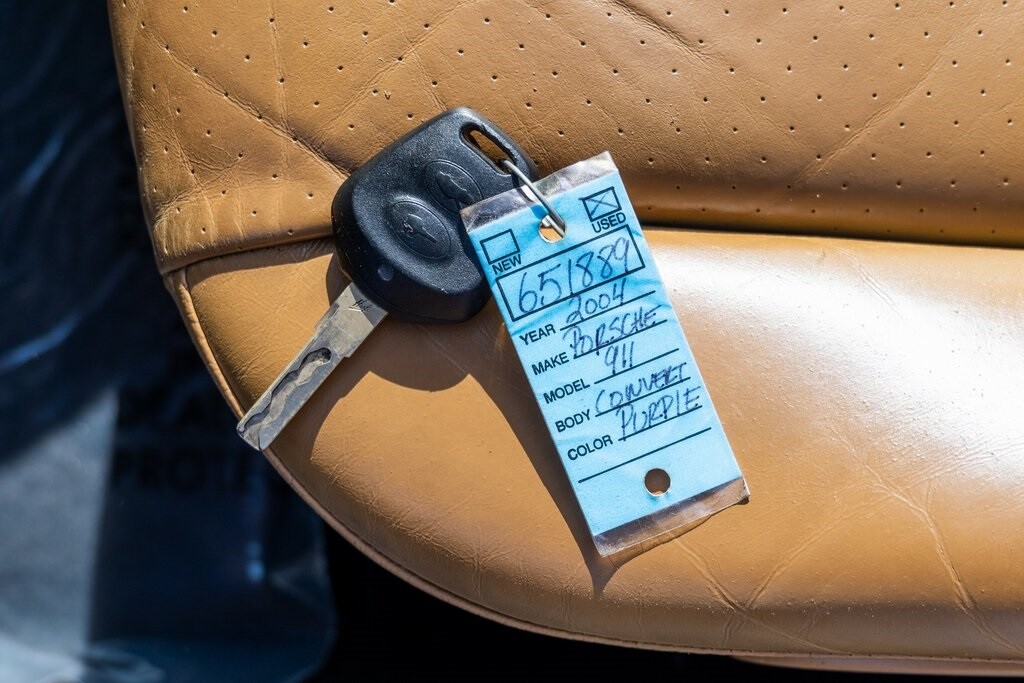 USED
NEW
651889
YEAR 2004
MAKE PORSCHE
MODEL 911
BODY CONVERT
COLOR PURPLE